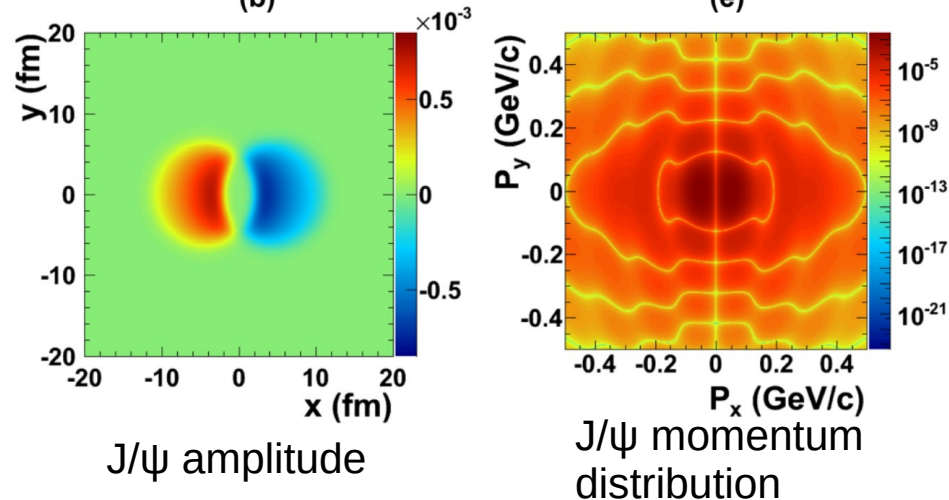 (b)
×10⁻³
y (fm)
20
10
0
-10
-20
-20 -10 0 10 20
x (fm)
0.5
0
-0.5
J/ψ amplitude
(e)
P_y (GeV/c)
0.4
0.2
0
-0.2
-0.4
-0.4 -0.2 0 0.2 0.4
P_x (GeV/c)
10⁻⁵
10⁻⁹
10⁻¹³
10⁻¹⁷
10⁻²¹
J/ψ momentum
distribution